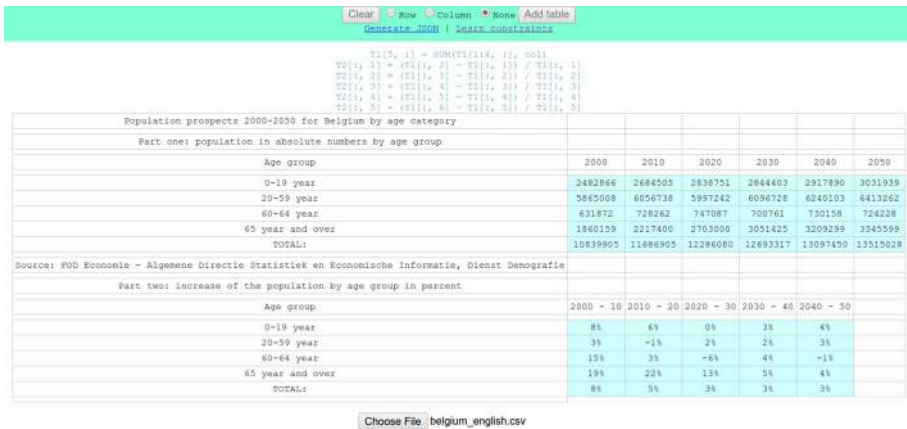 Clear Row Column None Add table
Generate JSON | Learn constraints
T1[5, :] = SUM(T1[1:4, :], col)
T2[:, 1] = (T1[:, 2] - T1[:, 1]) / T1[:, 1]
T2[:, 2] = (T1[:, 3] - T1[:, 2]) / T1[:, 2]
T2[:, 3] = (T1[:, 4] - T1[:, 3]) / T1[:, 3]
T2[:, 4] = (T1[:, 5] - T1[:, 4]) / T1[:, 4]
T2[:, 5] = (T1[:, 6] - T1[:, 5]) / T1[:, 5]
Population prospects 2000-2050 for Belgium by age category
Part one: population in absolute numbers by age group
Age group 2000 2010 2020 2030 2040 2050
0-19 year 2482866 2684505 2838751 2844403 2917890 3031939
20-59 year 5865008 6056738 5997242 6096728 6240103 6413262
60-64 year 631872 728262 747087 700761 730158 724228
65 year and over 1860159 2217400 2703000 3051425 3209299 3345599
TOTAL: 10839905 11686905 12286080 12693317 13097450 13515028
Source: FOD Economie - Algemene Directie Statistiek en Economische Informatie, Dienst Demografie
Part two: increase of the population by age group in percent
Age group 2000 - 10 2010 - 20 2020 - 30 2030 - 40 2040 - 50
0-19 year 8% 6% 0% 3% 4%
20-59 year 3% -1% 2% 2% 3%
60-64 year 15% 3% -6% 4% -1%
65 year and over 19% 22% 13% 5% 4%
TOTAL: 8% 5% 3% 3% 3%
Choose File belgium_english.csv